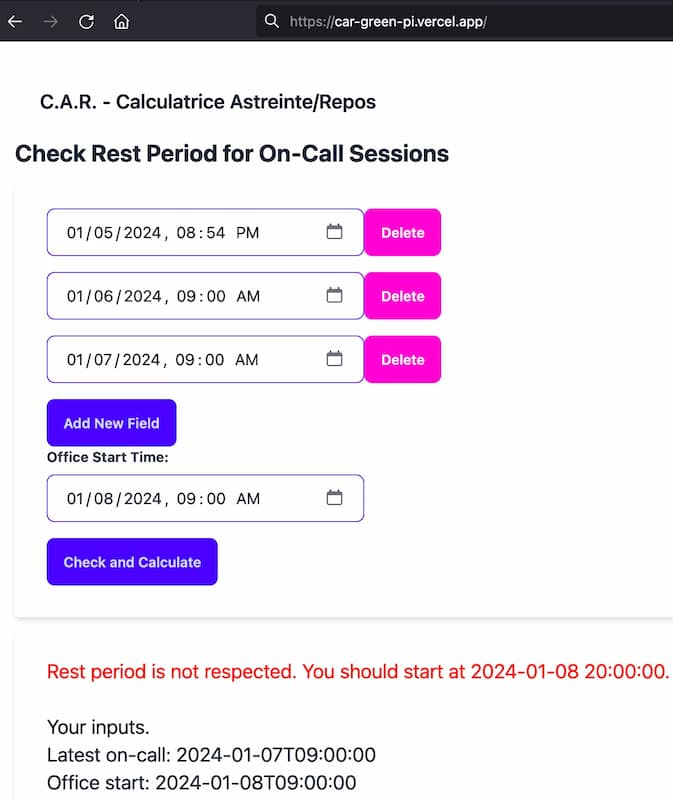 https://car-green-pi.vercel.app/
C.A.R. - Calculatrice Astreinte/Repos
Check Rest Period for On-Call Sessions
01/05/2024, 08:54 PM Delete
01/06/2024, 09:00 AM Delete
01/07/2024, 09:00 AM Delete
Add New Field
Office Start Time:
01/08/2024, 09:00 AM
Check and Calculate
Rest period is not respected. You should start at 2024-01-08 20:00:00.
Your inputs.
Latest on-call: 2024-01-07T09:00:00
Office start: 2024-01-08T09:00:00